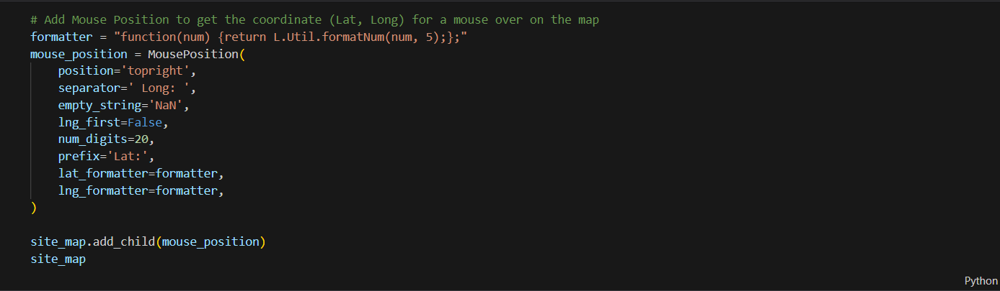 # Add Mouse Position to get the coordinate (Lat, Long) for a mouse over on the map
formatter = "function(num) {return L.Util.formatNum(num, 5);};"
mouse_position = MousePosition(
    position='topright',
    separator=' Long: ',
    empty_string='NaN',
    lng_first=False,
    num_digits=20,
    prefix='Lat:',
    lat_formatter=formatter,
    lng_formatter=formatter,
)

site_map.add_child(mouse_position)
site_map
Python